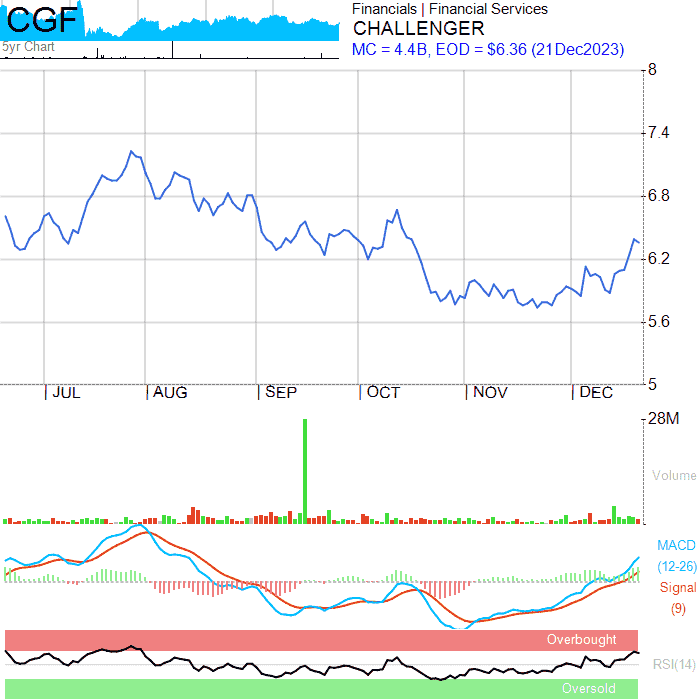 CGF
5yr Chart
Financials | Financial Services
CHALLENGER
MC = 4.4B, EOD = $6.36 (21Dec2023)
8
7.4
6.8
6.2
5.6
5
JUL AUG SEP OCT NOV DEC
28M
Volume
MACD
(12-26)
Signal
(9)
Overbought
RSI(14)
Oversold